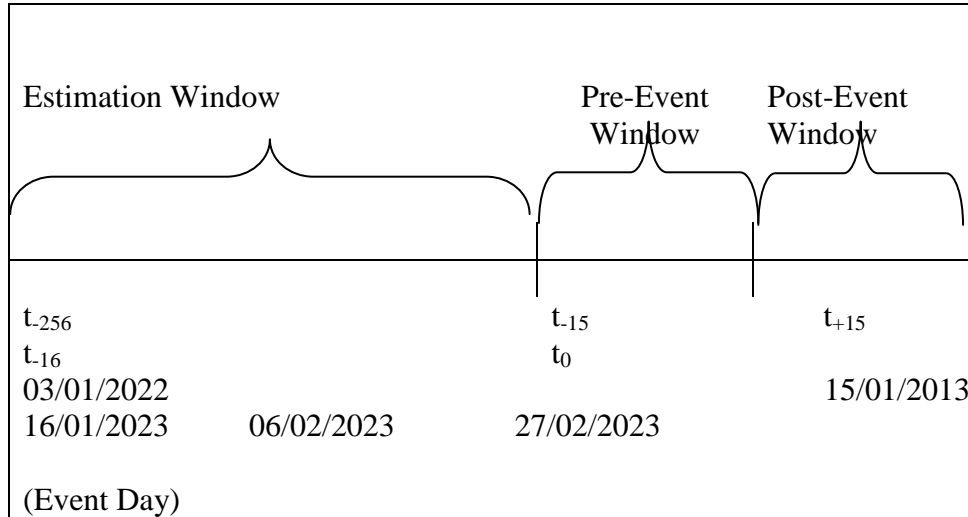 Estimation Window Pre-Event Post-Event
Window Window
t-256 t-15 t+15
t-16 t0
03/01/2022 15/01/2013
16/01/2023 06/02/2023 27/02/2023
(Event Day)